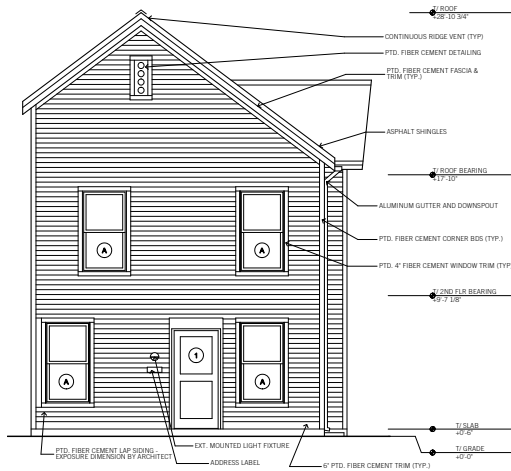 T/ ROOF
+28'-10 3/4"
CONTINUOUS RIDGE VENT (TYP)
PTD. FIBER CEMENT DETAILING
PTD. FIBER CEMENT FASCIA &
TRIM (TYP.)
ASPHALT SHINGLES
T/ ROOF BEARING
+17'-10"
ALUMINUM GUTTER AND DOWNSPOUT
PTD. FIBER CEMENT CORNER BDS (TYP.)
A
A
PTD. 4" FIBER CEMENT WINDOW TRIM (TYP)
T/ 2ND FLR BEARING
+9'-7 1/8"
1
A
A
T/ SLAB
+0'-6"
EXT. MOUNTED LIGHT FIXTURE
PTD. FIBER CEMENT LAP SIDING -
EXPOSURE DIMENSION BY ARCHITECT
T/ GRADE
+0'-0"
ADDRESS LABEL
6" PTD. FIBER CEMENT TRIM (TYP.)